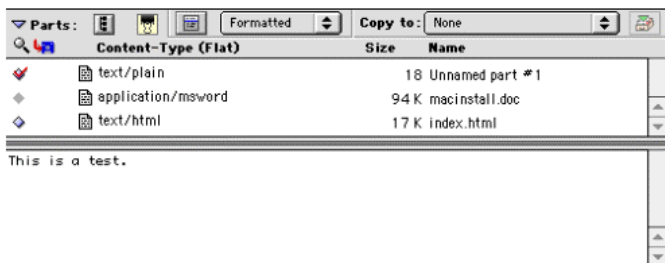 Parts: Formatted Copy to: None
Content-Type (Flat) Size Name
text/plain 18 Unnamed part #1
application/msword 94 K macinstall.doc
text/html 17 K index.html
This is a test.